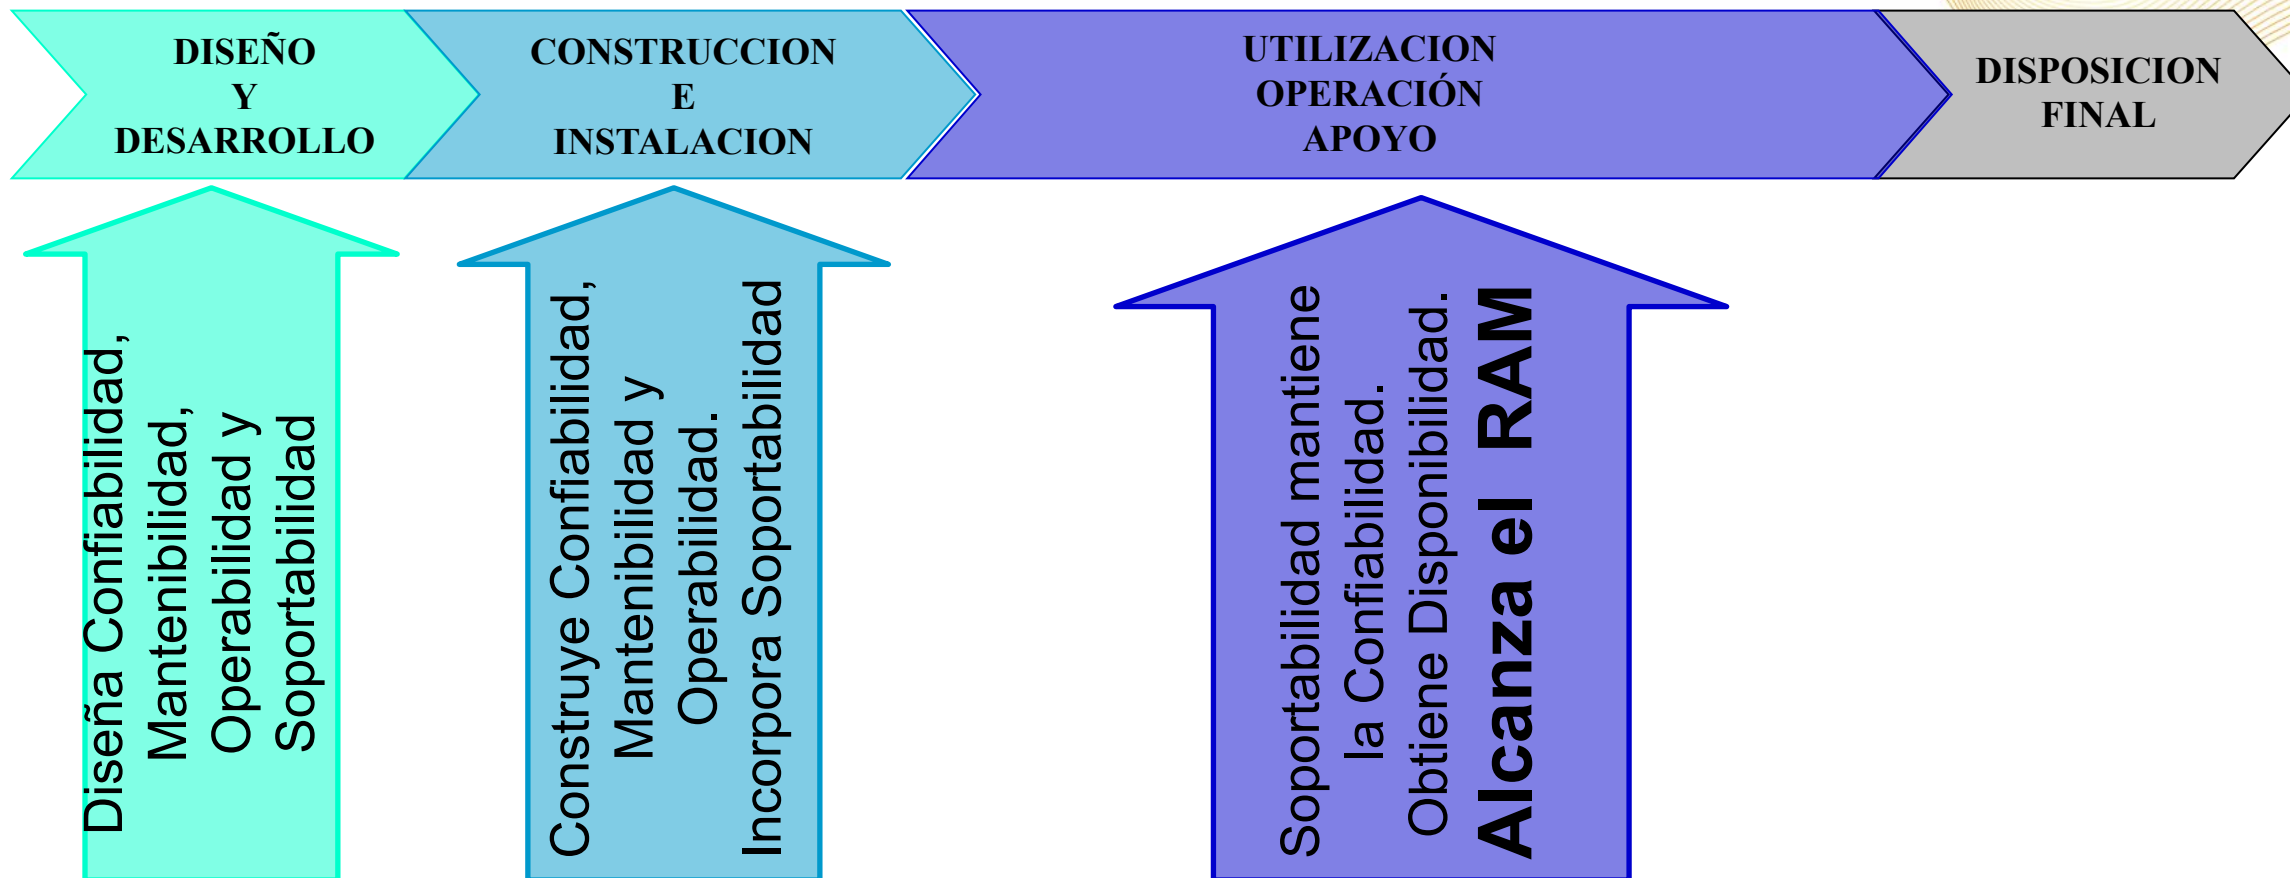 DISEÑO
Y
DESARROLLO
CONSTRUCCION
E
INSTALACION
UTILIZACION
OPERACIÓN
APOYO
DISPOSICION
FINAL
Diseña Confiabilidad,
Mantenibilidad,
Operabilidad y
Soportabilidad
Construye Confiabilidad,
Mantenibilidad y
Operabilidad.
Incorpora Soportabilidad
Soportabilidad mantiene
la Confiabilidad.
Obtiene Disponibilidad.
Alcanza el RAM